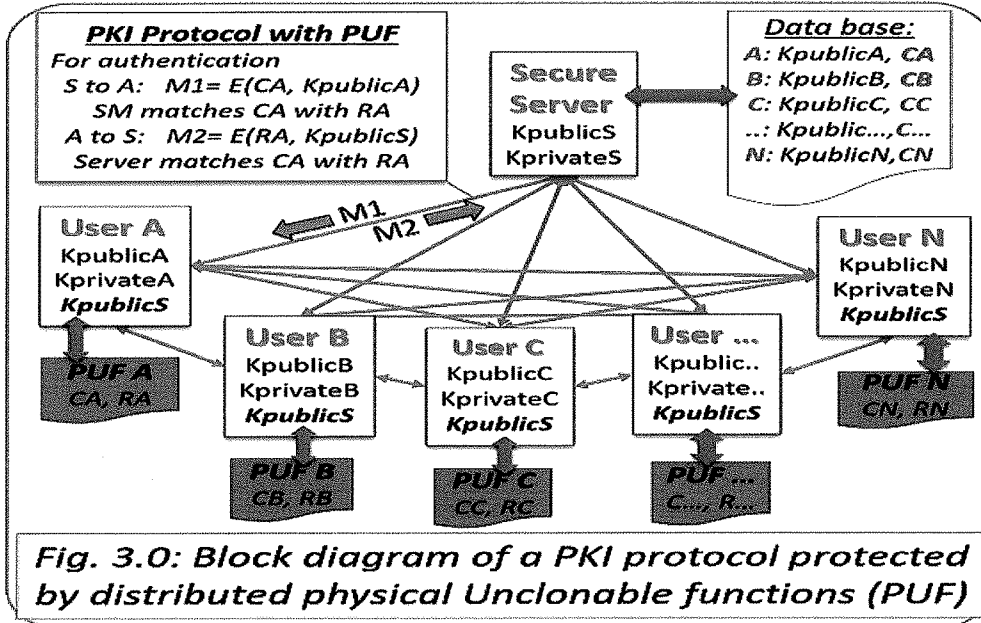 PKI Protocol with PUF
For authentication
S to A: M1= E(CA, KpublicA)
SM matches CA with RA
A to S: M2= E(RA, KpublicS)
Server matches CA with RA
Secure
Server
KpublicS
KprivateS
Data base:
A: KpublicA, CA
B: KpublicB, CB
C: KpublicC, CC
..: Kpublic...,C...
N: KpublicN,CN
M1
M2
User A
KpublicA
KprivateA
KpublicS
PUF A
CA, RA
User B
KpublicB
KprivateB
KpublicS
PUF B
CB, RB
User C
KpublicC
KprivateC
KpublicS
PUF C
CC, RC
User ...
Kpublic..
Kprivate..
KpublicS
PUF ...
C..., R...
User N
KpublicN
KprivateN
KpublicS
PUF N
CN, RN
Fig. 3.0: Block diagram of a PKI protocol protected
by distributed physical Unclonable functions (PUF)